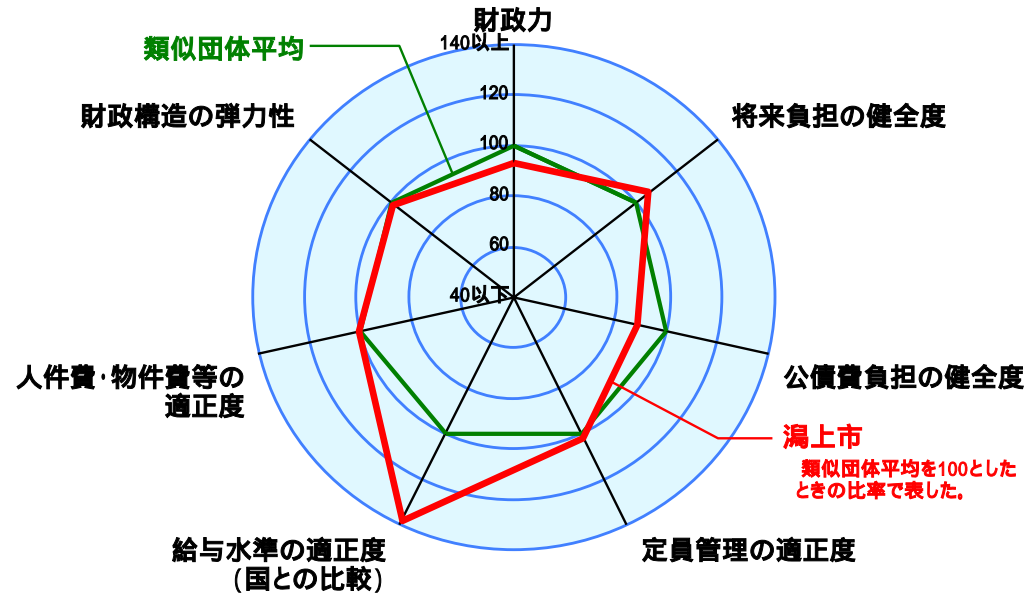 財政力
140以上
類似団体平均
120
財政構造の弾力性
将来負担の健全度
100
80
60
40以下
人件費・物件費等の
適正度
公債費負担の健全度
潟上市
類似団体平均を100とした
ときの比率で表した。
給与水準の適正度
(国との比較)
定員管理の適正度